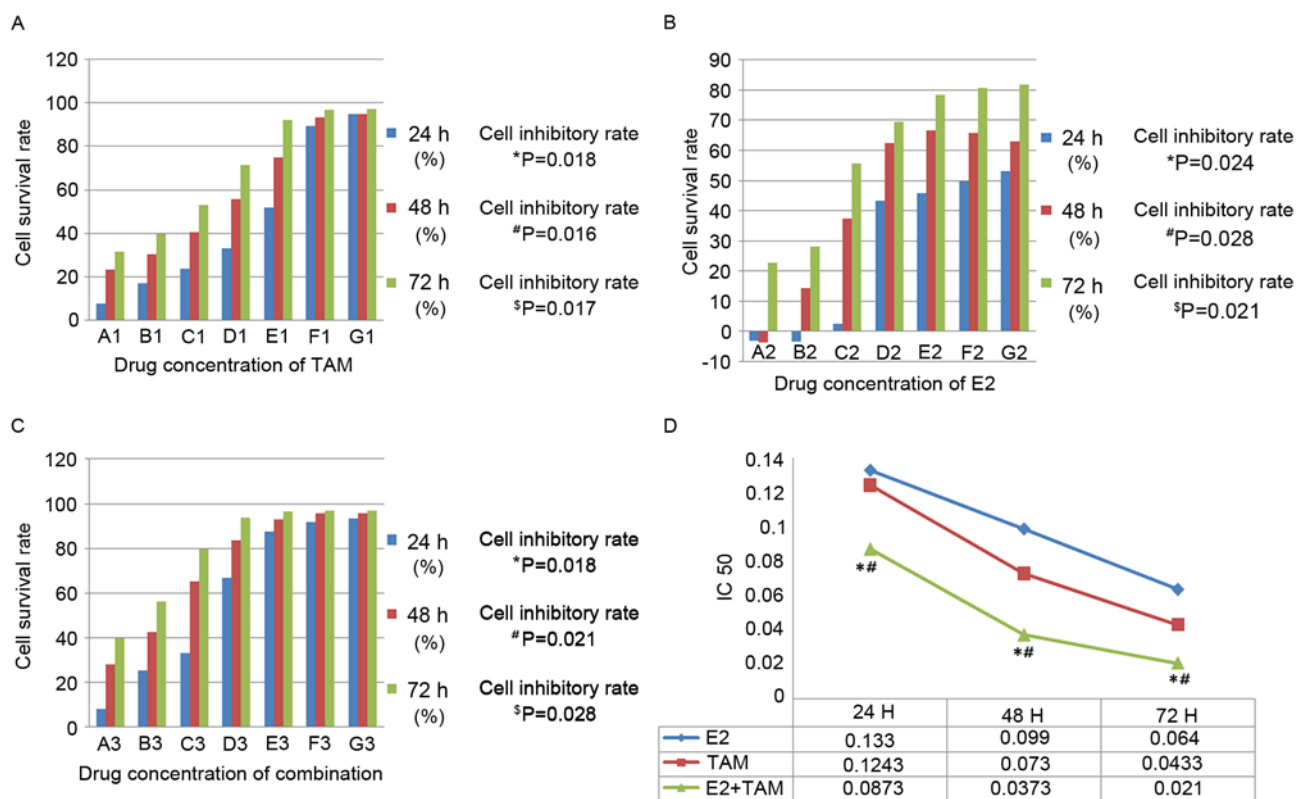 A
120
100
80
60
40
20
0
Cell survival rate
A1 B1 C1 D1 E1 F1 G1
Drug concentration of TAM
24 h
(%)
Cell inhibitory rate
*P=0.018
48 h
(%)
Cell inhibitory rate
#P=0.016
72 h
(%)
Cell inhibitory rate
$P=0.017
B
90
80
70
60
50
40
30
20
10
0
-10
Cell survival rate
A2 B2 C2 D2 E2 F2 G2
Drug concentration of E2
24 h
(%)
Cell inhibitory rate
*P=0.024
48 h
(%)
Cell inhibitory rate
#P=0.028
72 h
(%)
Cell inhibitory rate
$P=0.021
C
120
100
80
60
40
20
0
Cell survival rate
A3 B3 C3 D3 E3 F3 G3
Drug concentration of combination
24 h
(%)
Cell inhibitory rate
*P=0.018
48 h
(%)
Cell inhibitory rate
#P=0.021
72 h
(%)
Cell inhibitory rate
$P=0.028
D
0.14
0.12
0.1
0.08
0.06
0.04
0.02
0
IC 50
*#
*#
*#
24 H 48 H 72 H
E2 0.133 0.099 0.064
TAM 0.1243 0.073 0.0433
E2+TAM 0.0873 0.0373 0.021